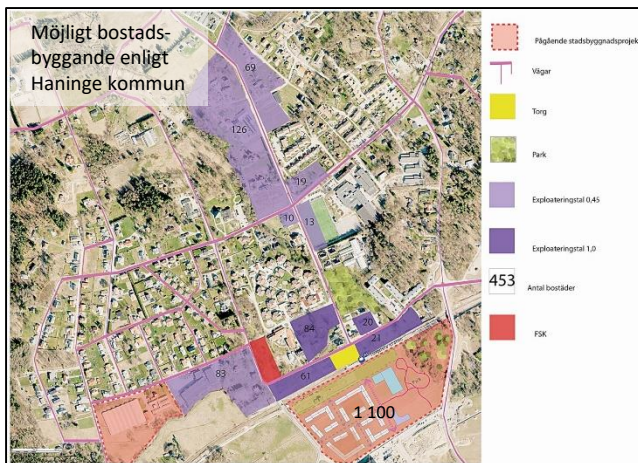 Möjligt bostads-
byggande enligt
Haninge kommun
69
126
19
10
13
84
20
21
83
61
1 100
Pågående stadsbyggnadsprojek
Vägar
Torg
Park
Exploateringstal 0,45
Exploateringstal 1,0
453 Antal bostäder
FSK